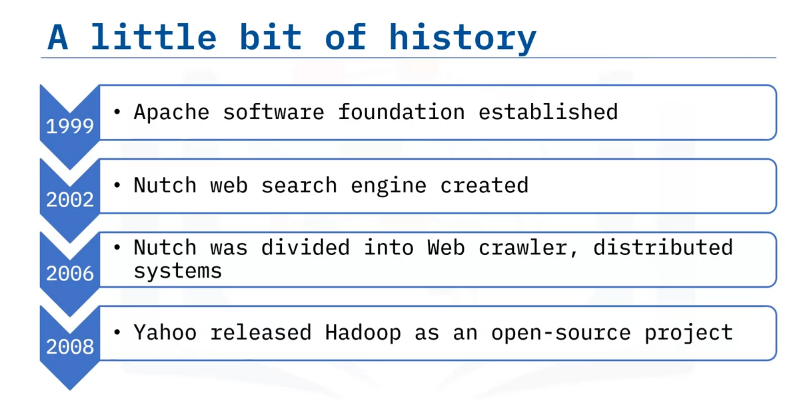 A little bit of history
1999
• Apache software foundation established
2002
• Nutch web search engine created
2006
• Nutch was divided into Web crawler, distributed
systems
2008
• Yahoo released Hadoop as an open-source project